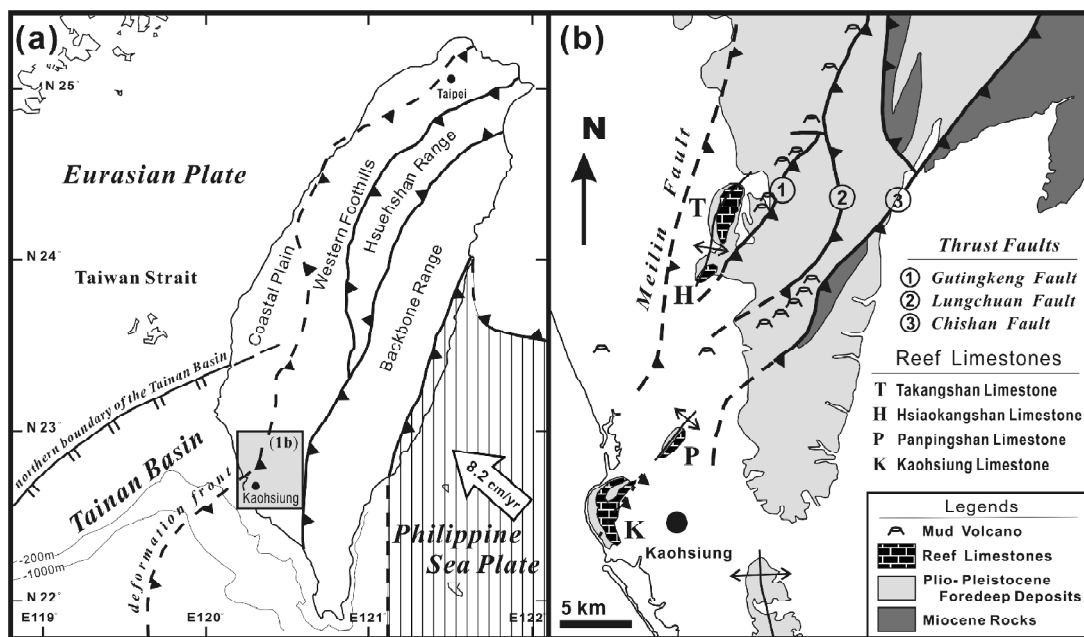 (a)
N 25°
Taipei
Eurasian Plate
Coastal Plain
Western Foothills
Hsuehshan Range
Backbone Range
N 24°
Taiwan Strait
northern boundary of the Tainan Basin
N 23°
(1b)
Kaohsiung
Tainan Basin
8.2 cm/yr
deformation front
Philippine
Sea Plate
-200m
-1000m
N 22°
E119°
E120°
E121°
E122°
(b)
N
Meilin Fault
T
1
2
3
H
P
K
Kaohsiung
5 km
Thrust Faults
1 Gutingkeng Fault
2 Lungchuan Fault
3 Chishan Fault
Reef Limestones
T Takangshan Limestone
H Hsiaokangshan Limestone
P Panpingshan Limestone
K Kaohsiung Limestone
Legends
Mud Volcano
Reef Limestones
Plio-Pleistocene
Foredeep Deposits
Miocene Rocks